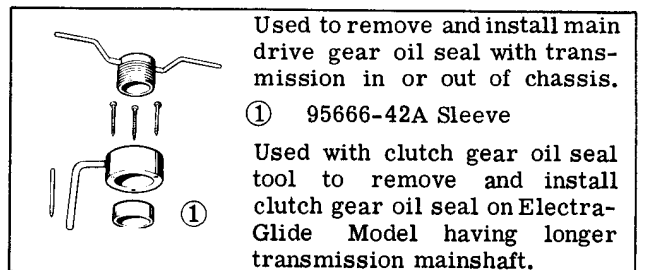 Used to remove and install main
drive gear oil seal with trans-
mission in or out of chassis.
① 95666-42A Sleeve
Used with clutch gear oil seal
tool to remove and install
clutch gear oil seal on Electra-
Glide Model having longer
transmission mainshaft.
①